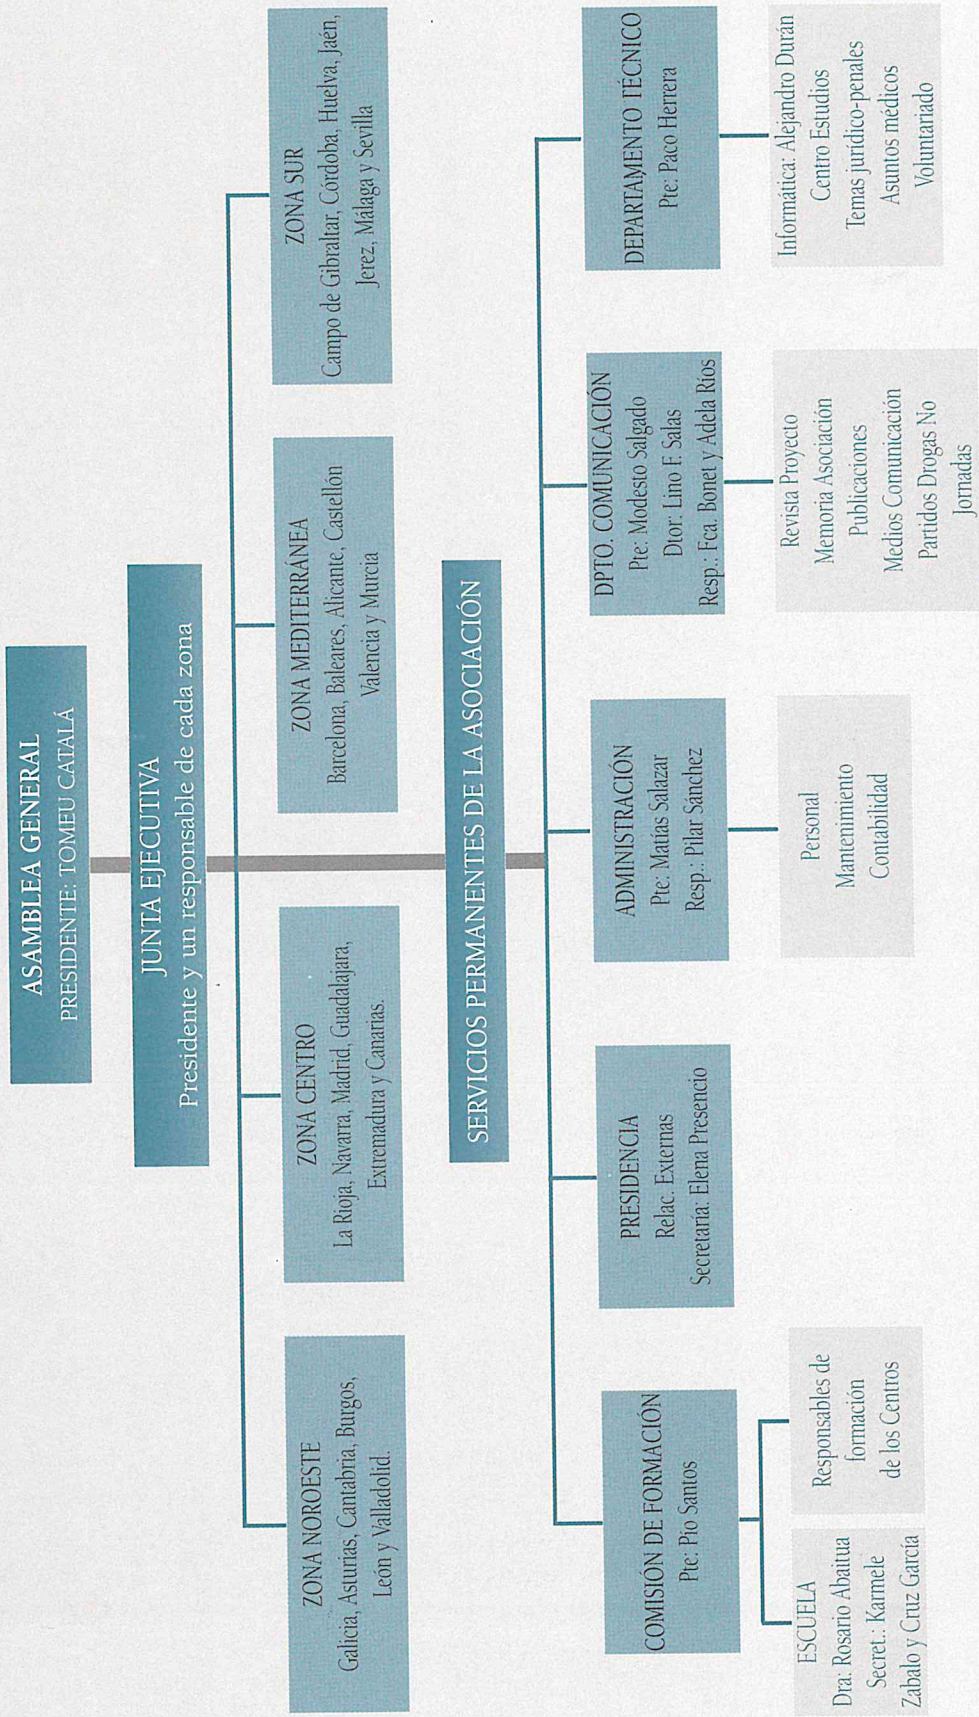 ASAMBLEA GENERAL
PRESIDENTE: TOMEU CATALÁ
JUNTA EJECUTIVA
Presidente y un responsable de cada zona
ZONA NOROESTE
Galicia, Asturias, Cantabria, Burgos,
León y Valladolid.
ZONA CENTRO
La Rioja, Navarra, Madrid, Guadalajara,
Extremadura y Canarias.
ZONA MEDITERRÁNEA
Barcelona, Baleares, Alicante, Castellón
Valencia y Murcia
ZONA SUR
Campo de Gibraltar, Córdoba, Huelva, Jaén,
Jerez, Málaga y Sevilla
SERVICIOS PERMANENTES DE LA ASOCIACIÓN
COMISIÓN DE FORMACIÓN
Pte: Pío Santos
PRESIDENCIA
Relac. Externas
Secretaría: Elena Presencio
ADMINISTRACIÓN
Pte: Matías Salazar
Resp.: Pilar Sánchez
DPTO. COMUNICACIÓN
Pte: Modesto Salgado
Dtor: Lino F. Salas
Resp.: Fca. Bonet y Adela Ríos
DEPARTAMENTO TÉCNICO
Pte: Paco Herrera
ESCUELA
Dra: Rosario Abaitua
Secret.: Karmele
Zabalo y Cruz García
Responsables de
formación
de los Centros
Personal
Mantenimiento
Contabilidad
Revista Proyecto
Memoria Asociación
Publicaciones
Medios Comunicación
Partidos Drogas No
Jornadas
Informática: Alejandro Durán
Centro Estudios
Temas jurídico-penales
Asuntos médicos
Voluntariado